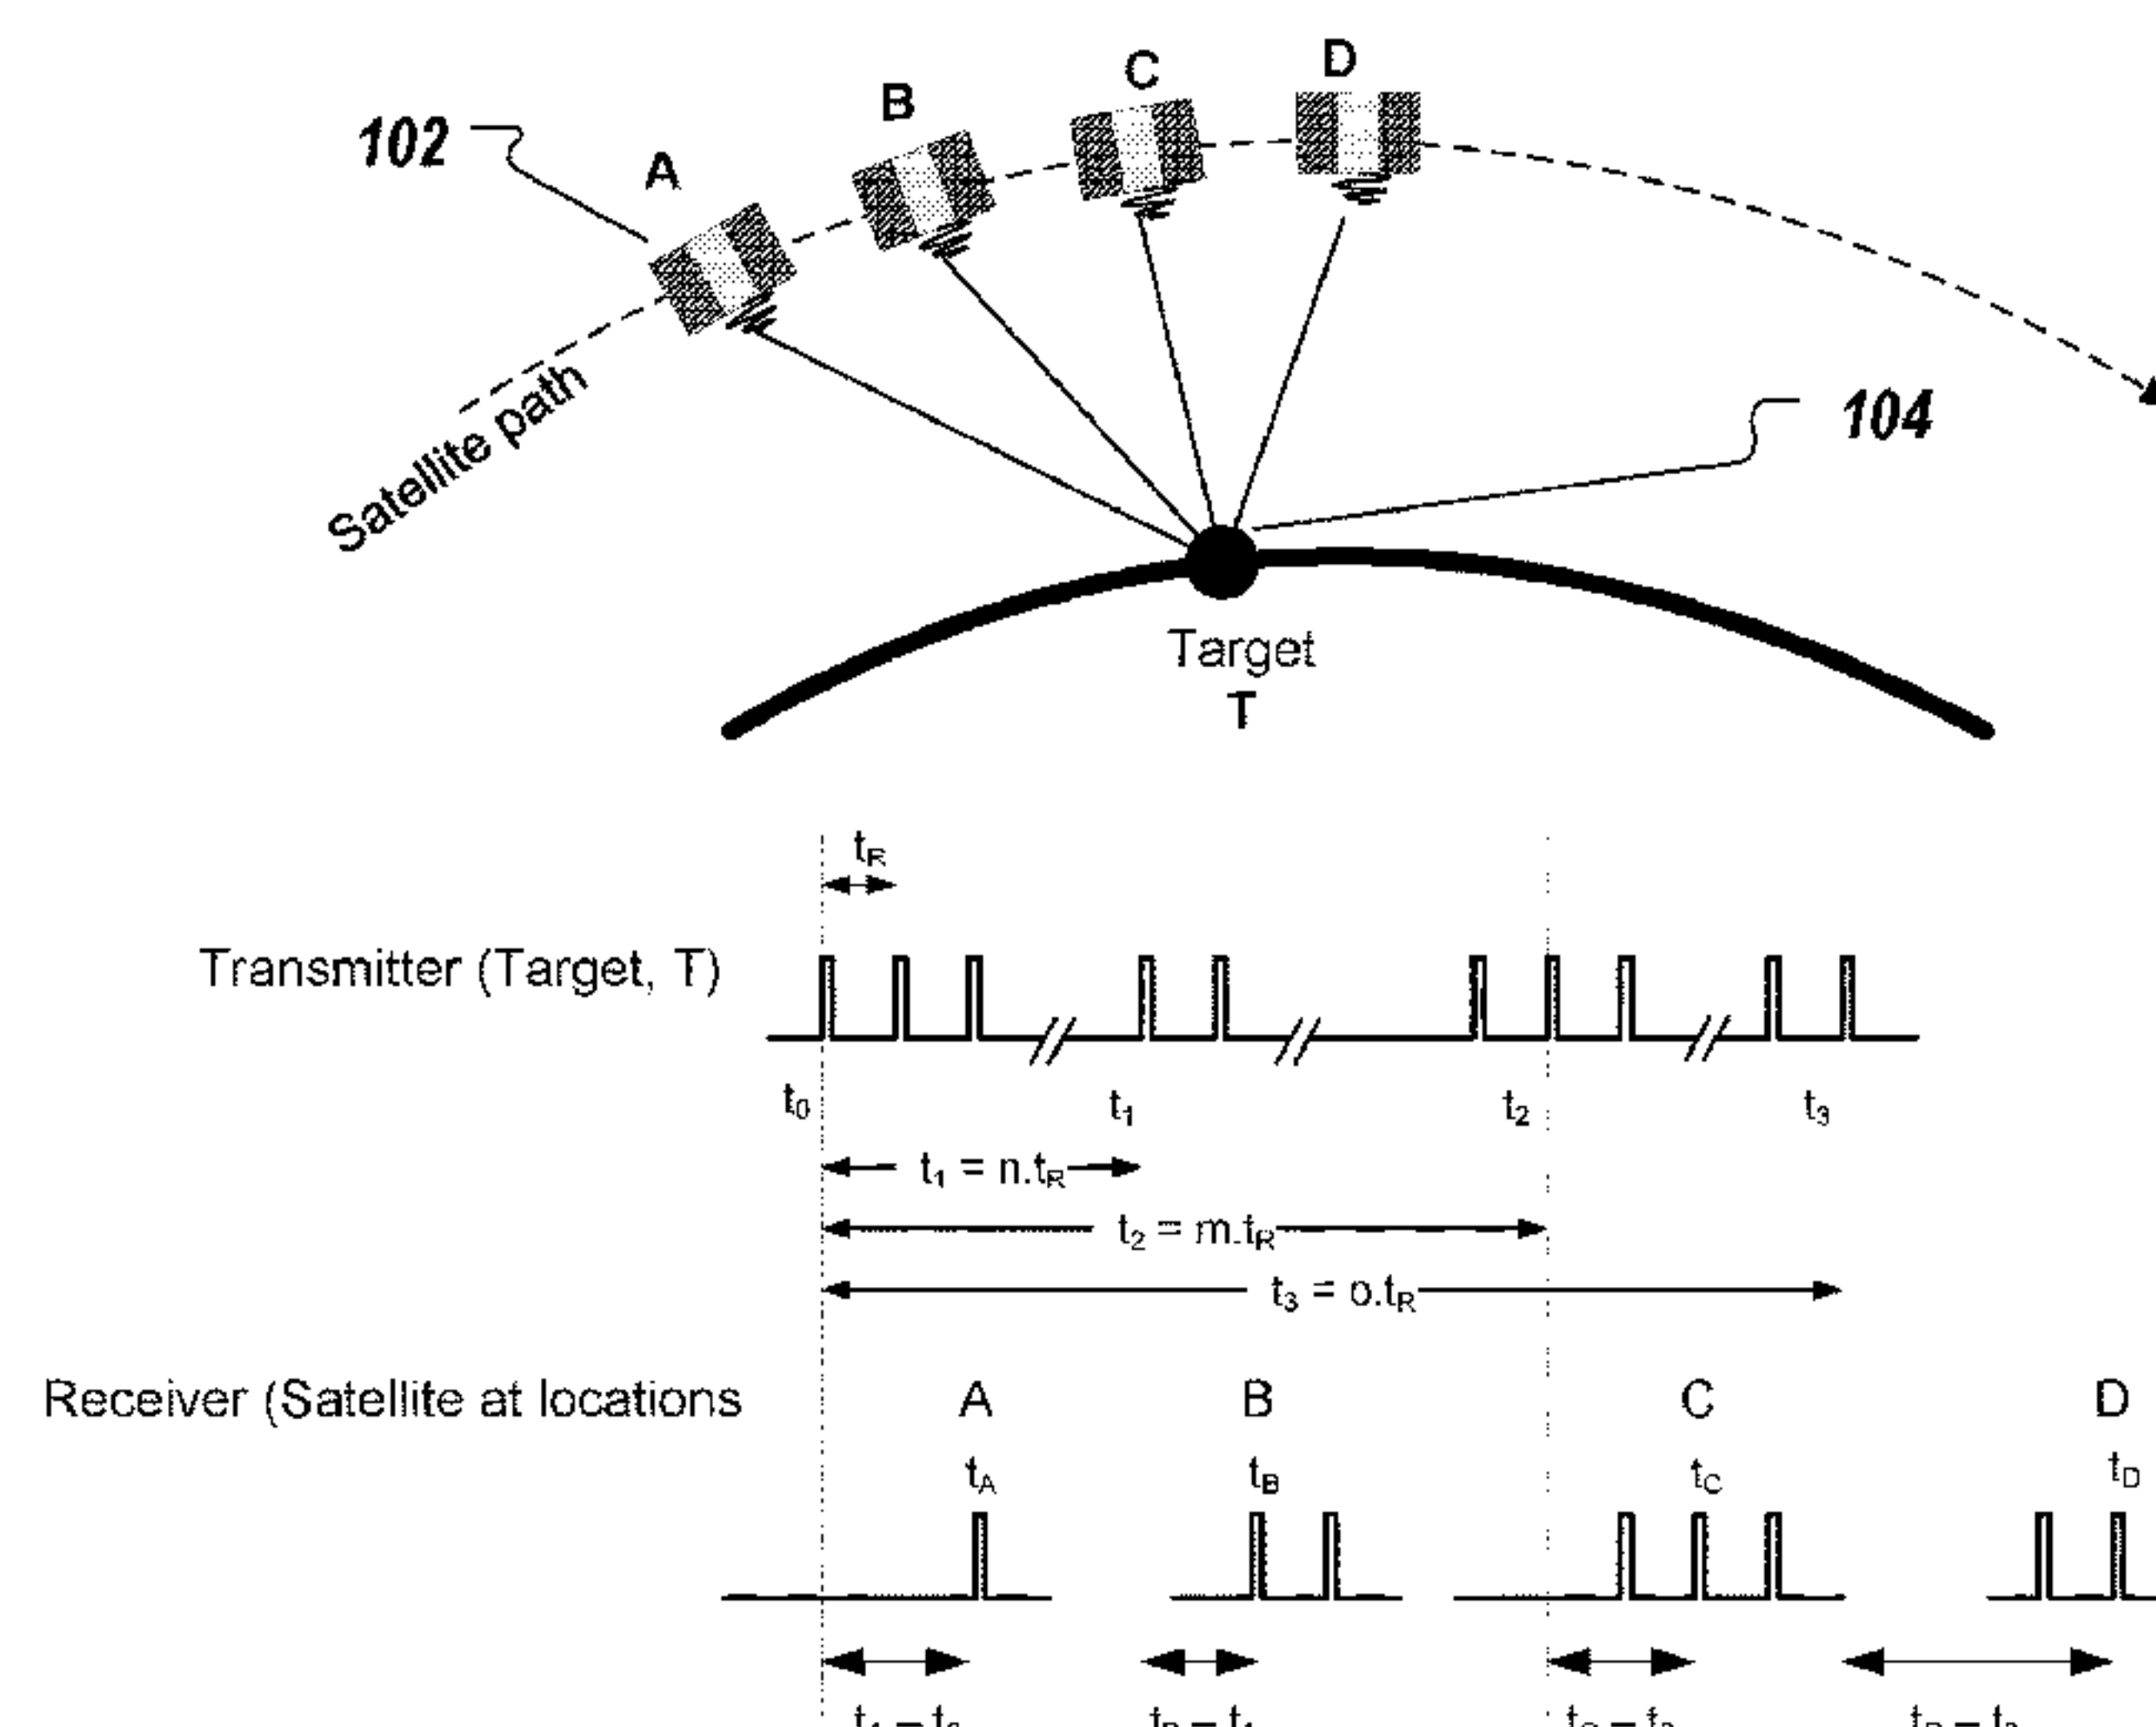 D
C
B
102
A
104
Satellite path
Target
T
tR
Transmitter (Target, T)
t0 t1 t2 t3
t1 = n.tR
t2 = m.tR
t3 = o.tR
Receiver (Satellite at locations A B C D
tA tB tC tD